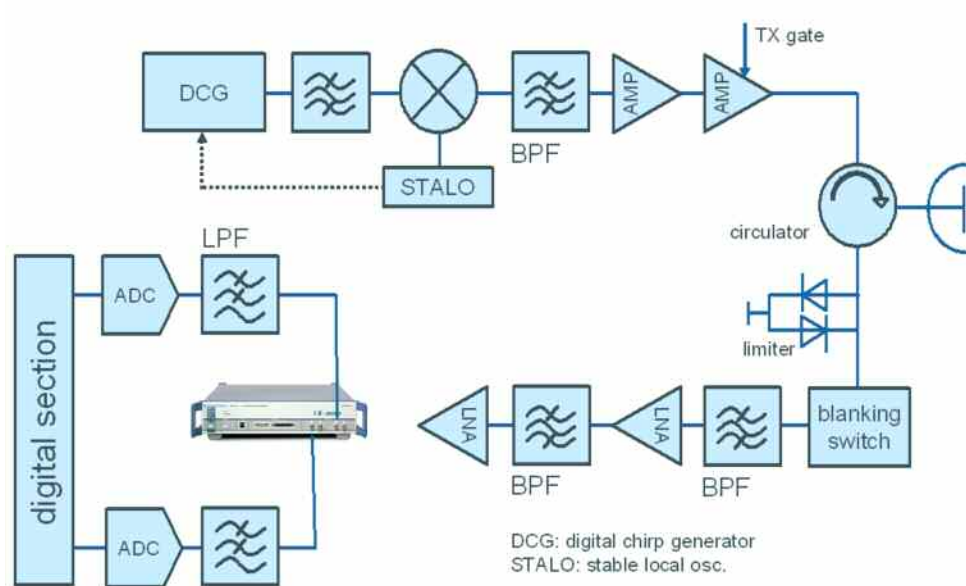 TX gate
DCG
AMP
AMP
BPF
STALO
circulator
LPF
ADC
limiter
digital section
LNA
LNA
blanking
switch
BPF
BPF
ADC
DCG: digital chirp generator
STALO: stable local osc.